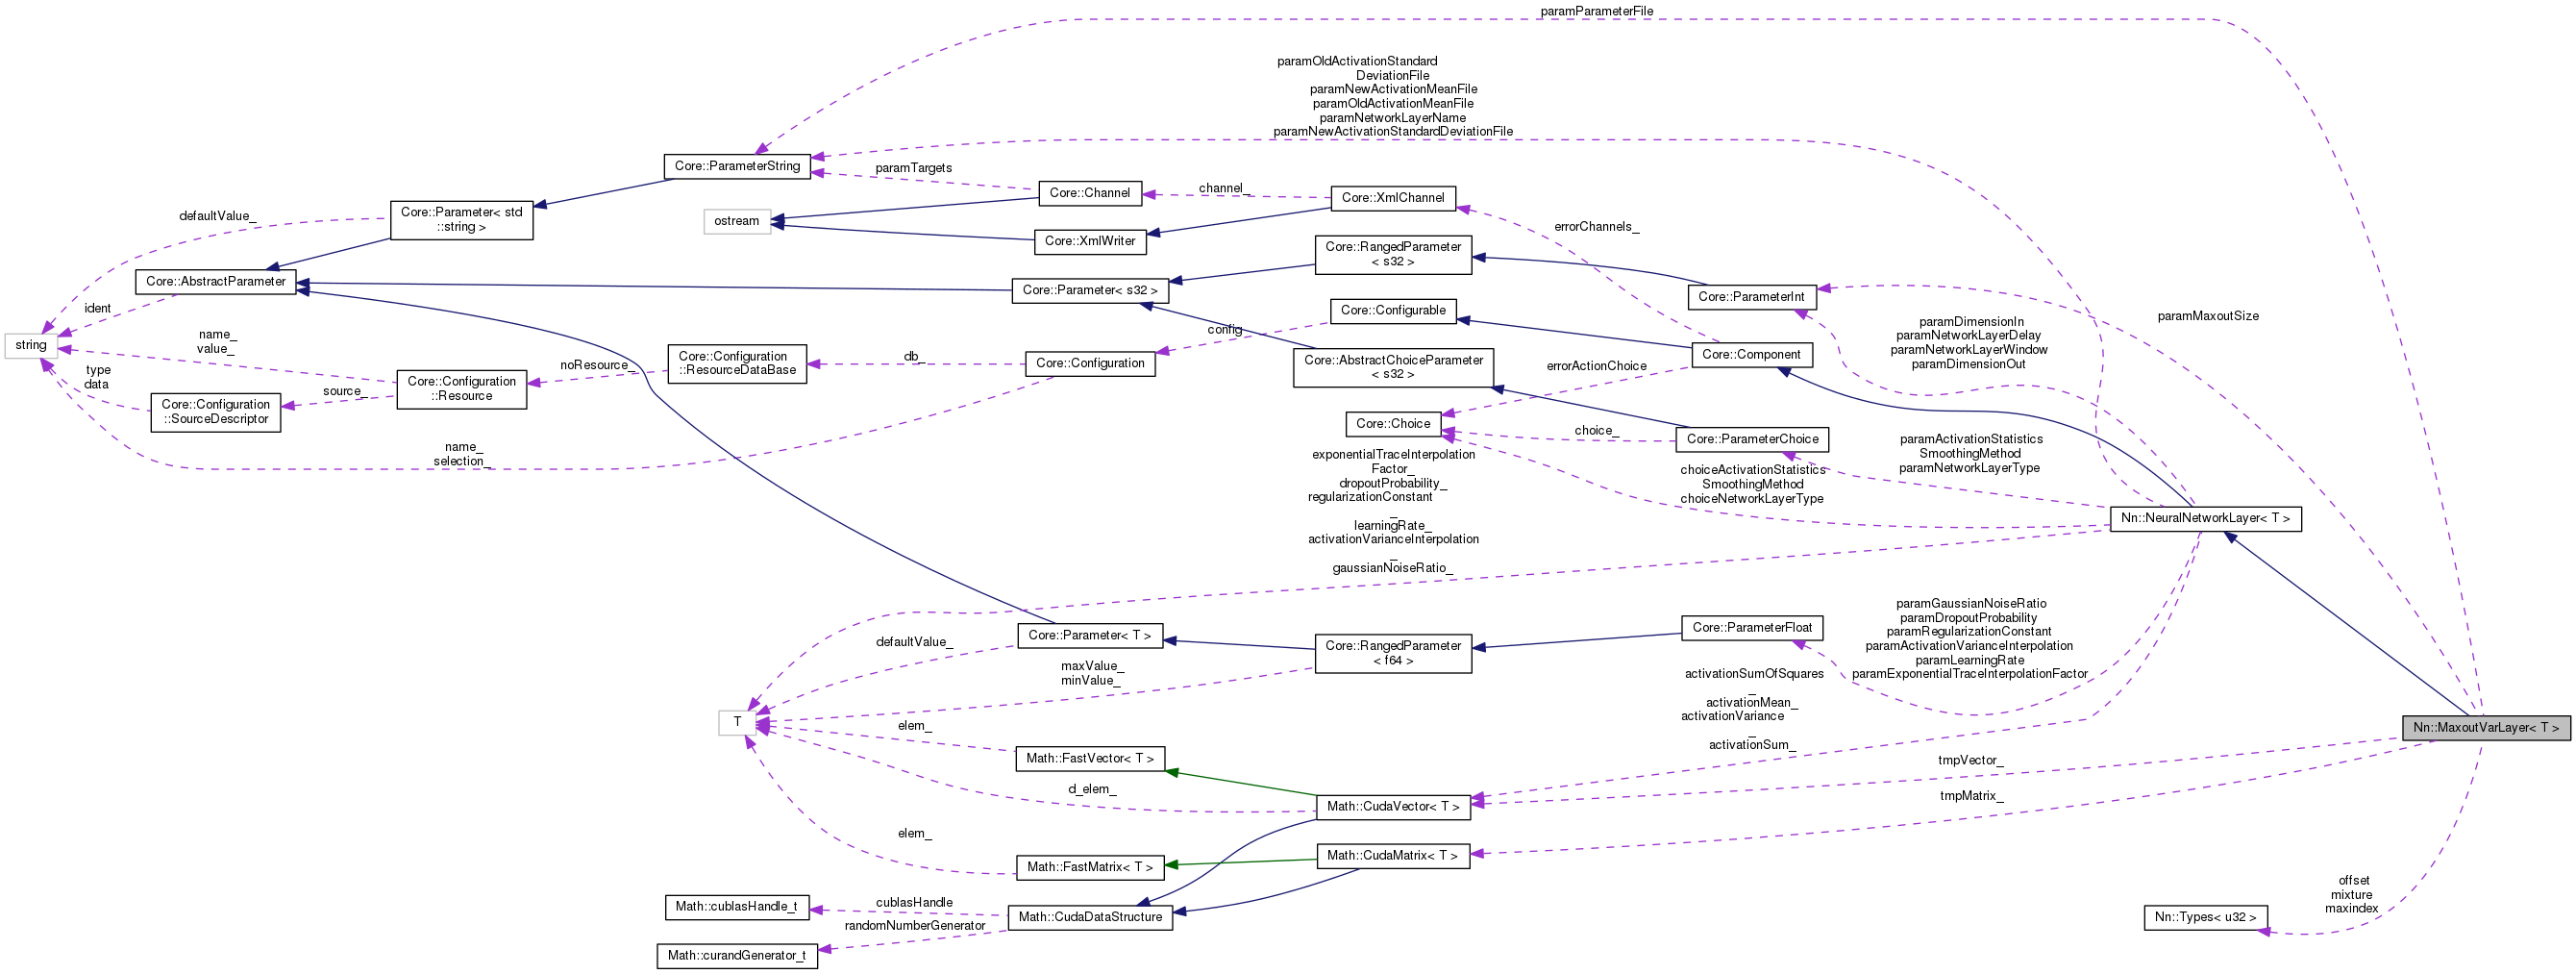 paramParameterFile
paramOldActivationStandard
DeviationFile
paramNewActivationMeanFile
paramOldActivationMeanFile
paramNetworkLayerName
paramNewActivationStandardDeviationFile
Core::ParameterString
paramTargets
Core::Channel
channel_
Core::XmlChannel
defaultValue_
Core::Parameter< std
::string >
ostream
Core::XmlWriter
errorChannels_
Core::RangedParameter
< s32 >
Core::AbstractParameter
Core::Parameter< s32 >
Core::ParameterInt
paramMaxoutSize
ident
string
name_
value_
config
Core::Configurable
paramDimensionIn
paramNetworkLayerDelay
paramNetworkLayerWindow
paramDimensionOut
type
data
noResource_
Core::Configuration
::ResourceDataBase
db_
Core::Configuration
Core::AbstractChoiceParameter
< s32 >
Core::Component
errorActionChoice
Core::Configuration
::SourceDescriptor
source_
Core::Configuration
::Resource
Core::Choice
choice_
Core::ParameterChoice
name_
selection_
paramActivationStatistics
SmoothingMethod
paramNetworkLayerType
exponentialTraceInterpolation
Factor_
dropoutProbability_
regularizationConstant
_
learningRate_
activationVarianceInterpolation
_
gaussianNoiseRatio_
choiceActivationStatistics
SmoothingMethod
choiceNetworkLayerType
Nn::NeuralNetworkLayer< T >
defaultValue_
Core::Parameter< T >
maxValue_
minValue_
Core::RangedParameter
< f64 >
Core::ParameterFloat
paramGaussianNoiseRatio
paramDropoutProbability
paramRegularizationConstant
paramActivationVarianceInterpolation
paramLearningRate
paramExponentialTraceInterpolationFactor
activationSumOfSquares
_
activationMean_
activationVariance
_
activationSum_
T
elem_
Math::FastVector< T >
Nn::MaxoutVarLayer< T >
tmpVector_
d_elem_
Math::CudaVector< T >
tmpMatrix_
elem_
Math::FastMatrix< T >
Math::CudaMatrix< T >
Math::cublasHandle_t
cublasHandle
randomNumberGenerator
Math::CudaDataStructure
Math::curandGenerator_t
offset
mixture
maxindex
Nn::Types< u32 >